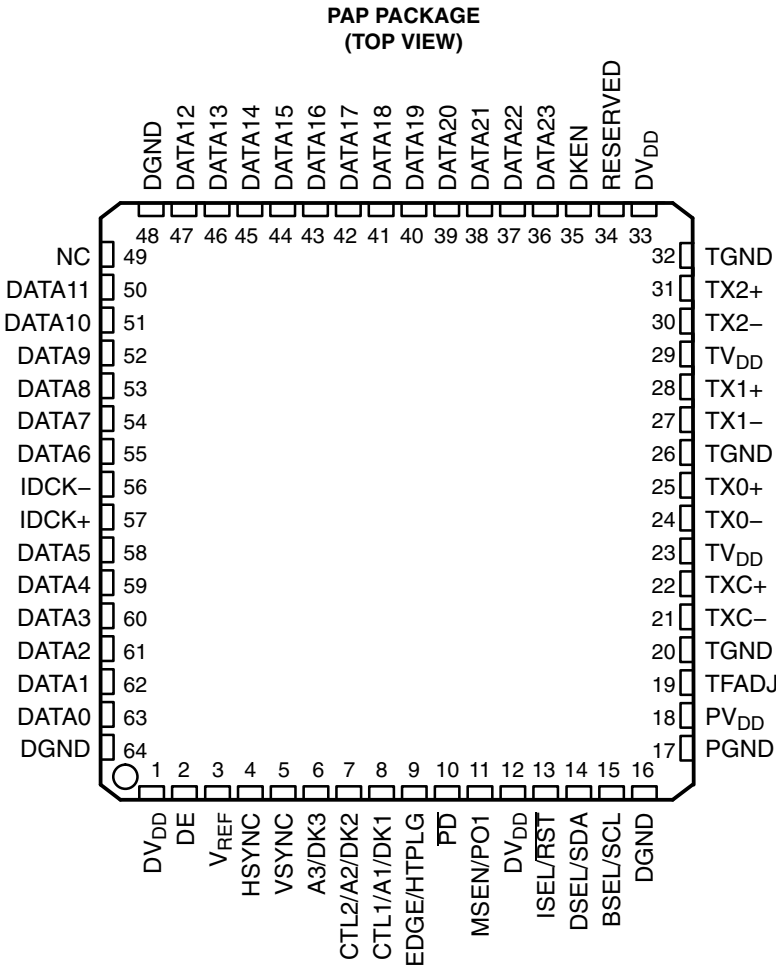 PAP PACKAGE
(TOP VIEW)
DGND
DATA12
DATA13
DATA14
DATA15
DATA16
DATA17
DATA18
DATA19
DATA20
DATA21
DATA22
DATA23
DKEN
RESERVED
DVDD
48 47 46 45 44 43 42 41 40 39 38 37 36 35 34 33
NC 49
DATA11 50
DATA10 51
DATA9 52
DATA8 53
DATA7 54
DATA6 55
IDCK− 56
IDCK+ 57
DATA5 58
DATA4 59
DATA3 60
DATA2 61
DATA1 62
DATA0 63
DGND 64
32 TGND
31 TX2+
30 TX2−
29 TVDD
28 TX1+
27 TX1−
26 TGND
25 TX0+
24 TX0−
23 TVDD
22 TXC+
21 TXC−
20 TGND
19 TFADJ
18 PVDD
17 PGND
1 2 3 4 5 6 7 8 9 10 11 12 13 14 15 16
DVDD
DE
VREF
HSYNC
VSYNC
A3/DK3
CTL2/A2/DK2
CTL1/A1/DK1
EDGE/HTPLG
PD
MSEN/PO1
DVDD
ISEL/RST
DSEL/SDA
BSEL/SCL
DGND